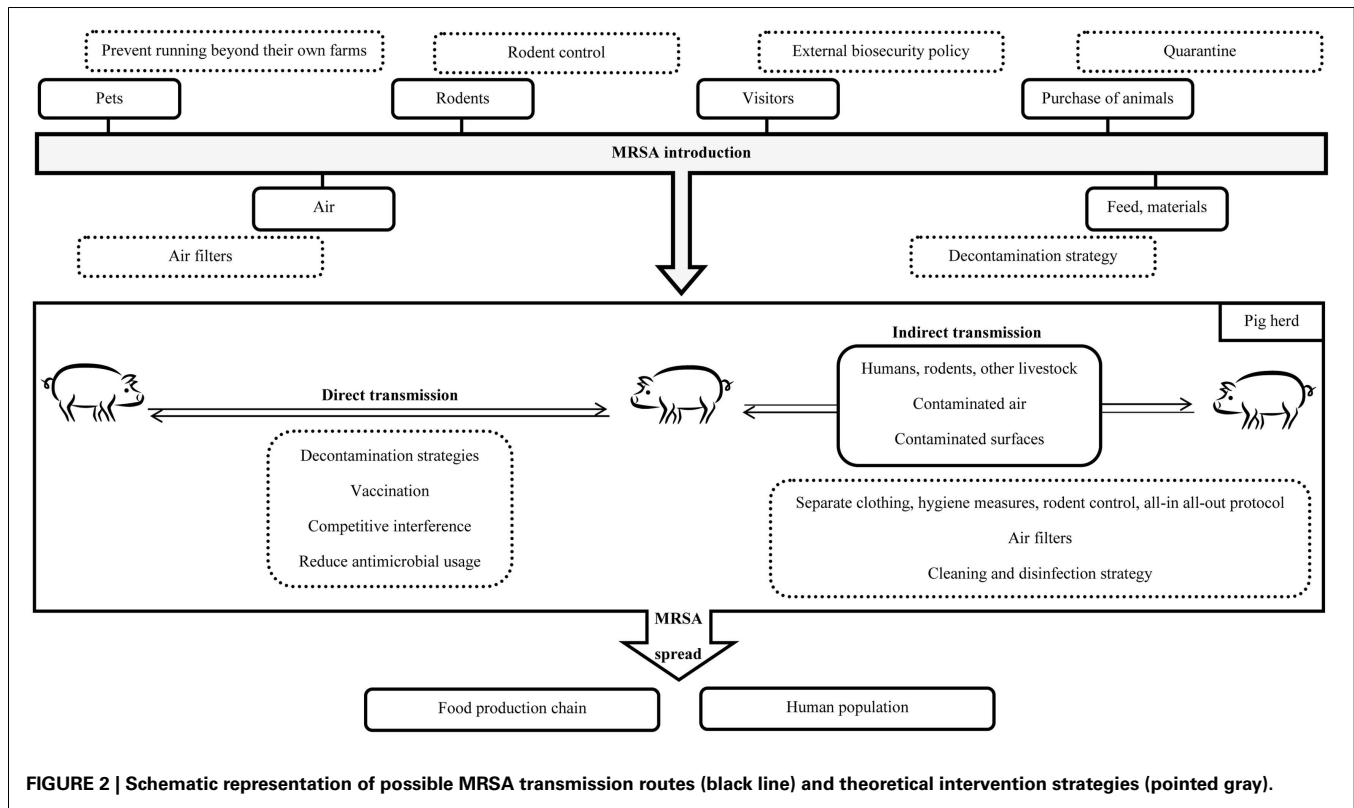 Prevent running beyond their own farms
Rodent control
External biosecurity policy
Quarantine
Pets
Rodents
Visitors
Purchase of animals
MRSA introduction
Air
Feed, materials
Air filters
Decontamination strategy
Pig herd
Indirect transmission
Humans, rodents, other livestock
Contaminated air
Contaminated surfaces
Direct transmission
Decontamination strategies
Vaccination
Competitive interference
Reduce antimicrobial usage
Separate clothing, hygiene measures, rodent control, all-in all-out protocol
Air filters
Cleaning and disinfection strategy
MRSA
spread
Food production chain
Human population
FIGURE 2 | Schematic representation of possible MRSA transmission routes (black line) and theoretical intervention strategies (pointed gray).